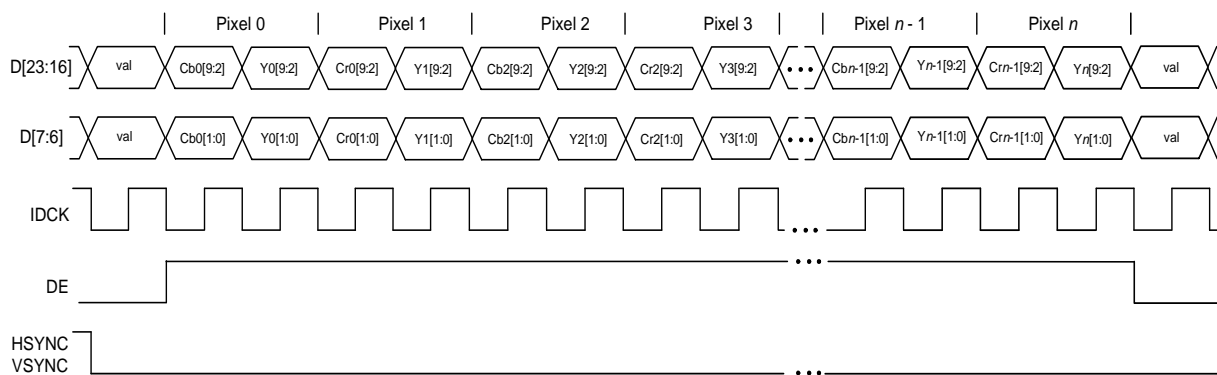 Pixel 0 Pixel 1 Pixel 2 Pixel 3 Pixel n - 1 Pixel n
D[23:16] val Cb0[9:2] Y0[9:2] Cr0[9:2] Y1[9:2] Cb2[9:2] Y2[9:2] Cr2[9:2] Y3[9:2] ••• Cbn-1[9:2] Yn-1[9:2] Crn-1[9:2] Yn[9:2] val
D[7:6] val Cb0[1:0] Y0[1:0] Cr0[1:0] Y1[1:0] Cb2[1:0] Y2[1:0] Cr2[1:0] Y3[1:0] ••• Cbn-1[1:0] Yn-1[1:0] Crn-1[1:0] Yn[1:0] val
IDCK •••
DE •••
HSYNC
VSYNC •••